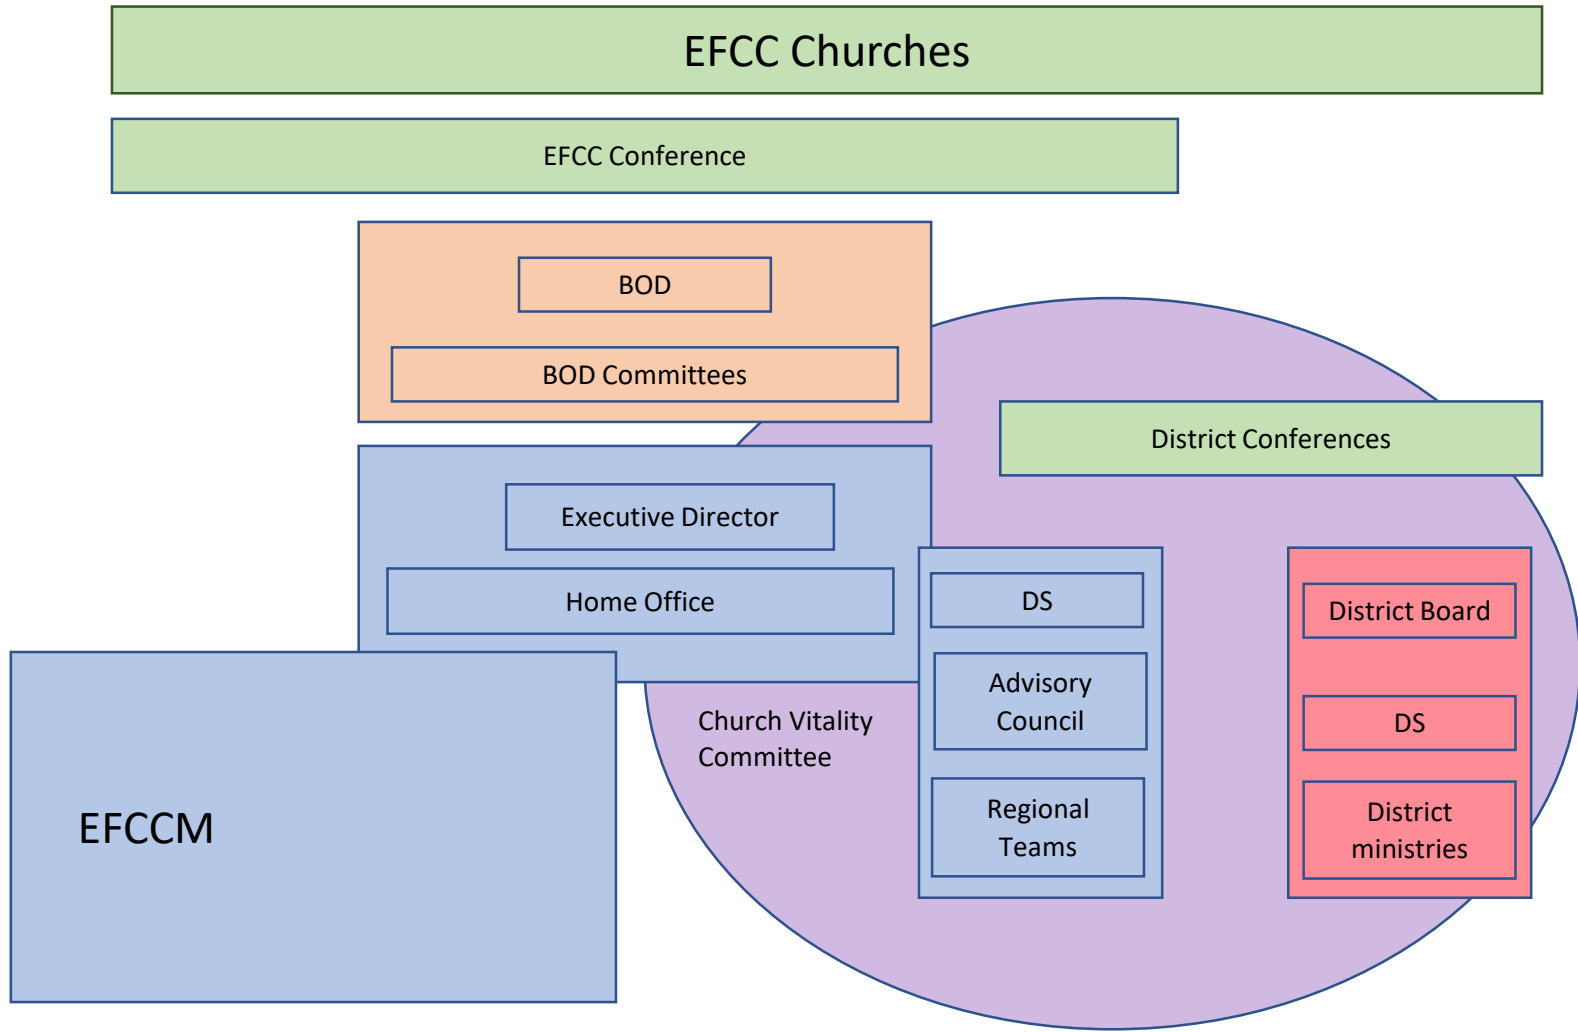 EFCC Churches
EFCC Conference
BOD
BOD Committees
District Conferences
Executive Director
Home Office
DS
Advisory
Council
Regional
Teams
District Board
DS
District
ministries
Church Vitality
Committee
EFCCM